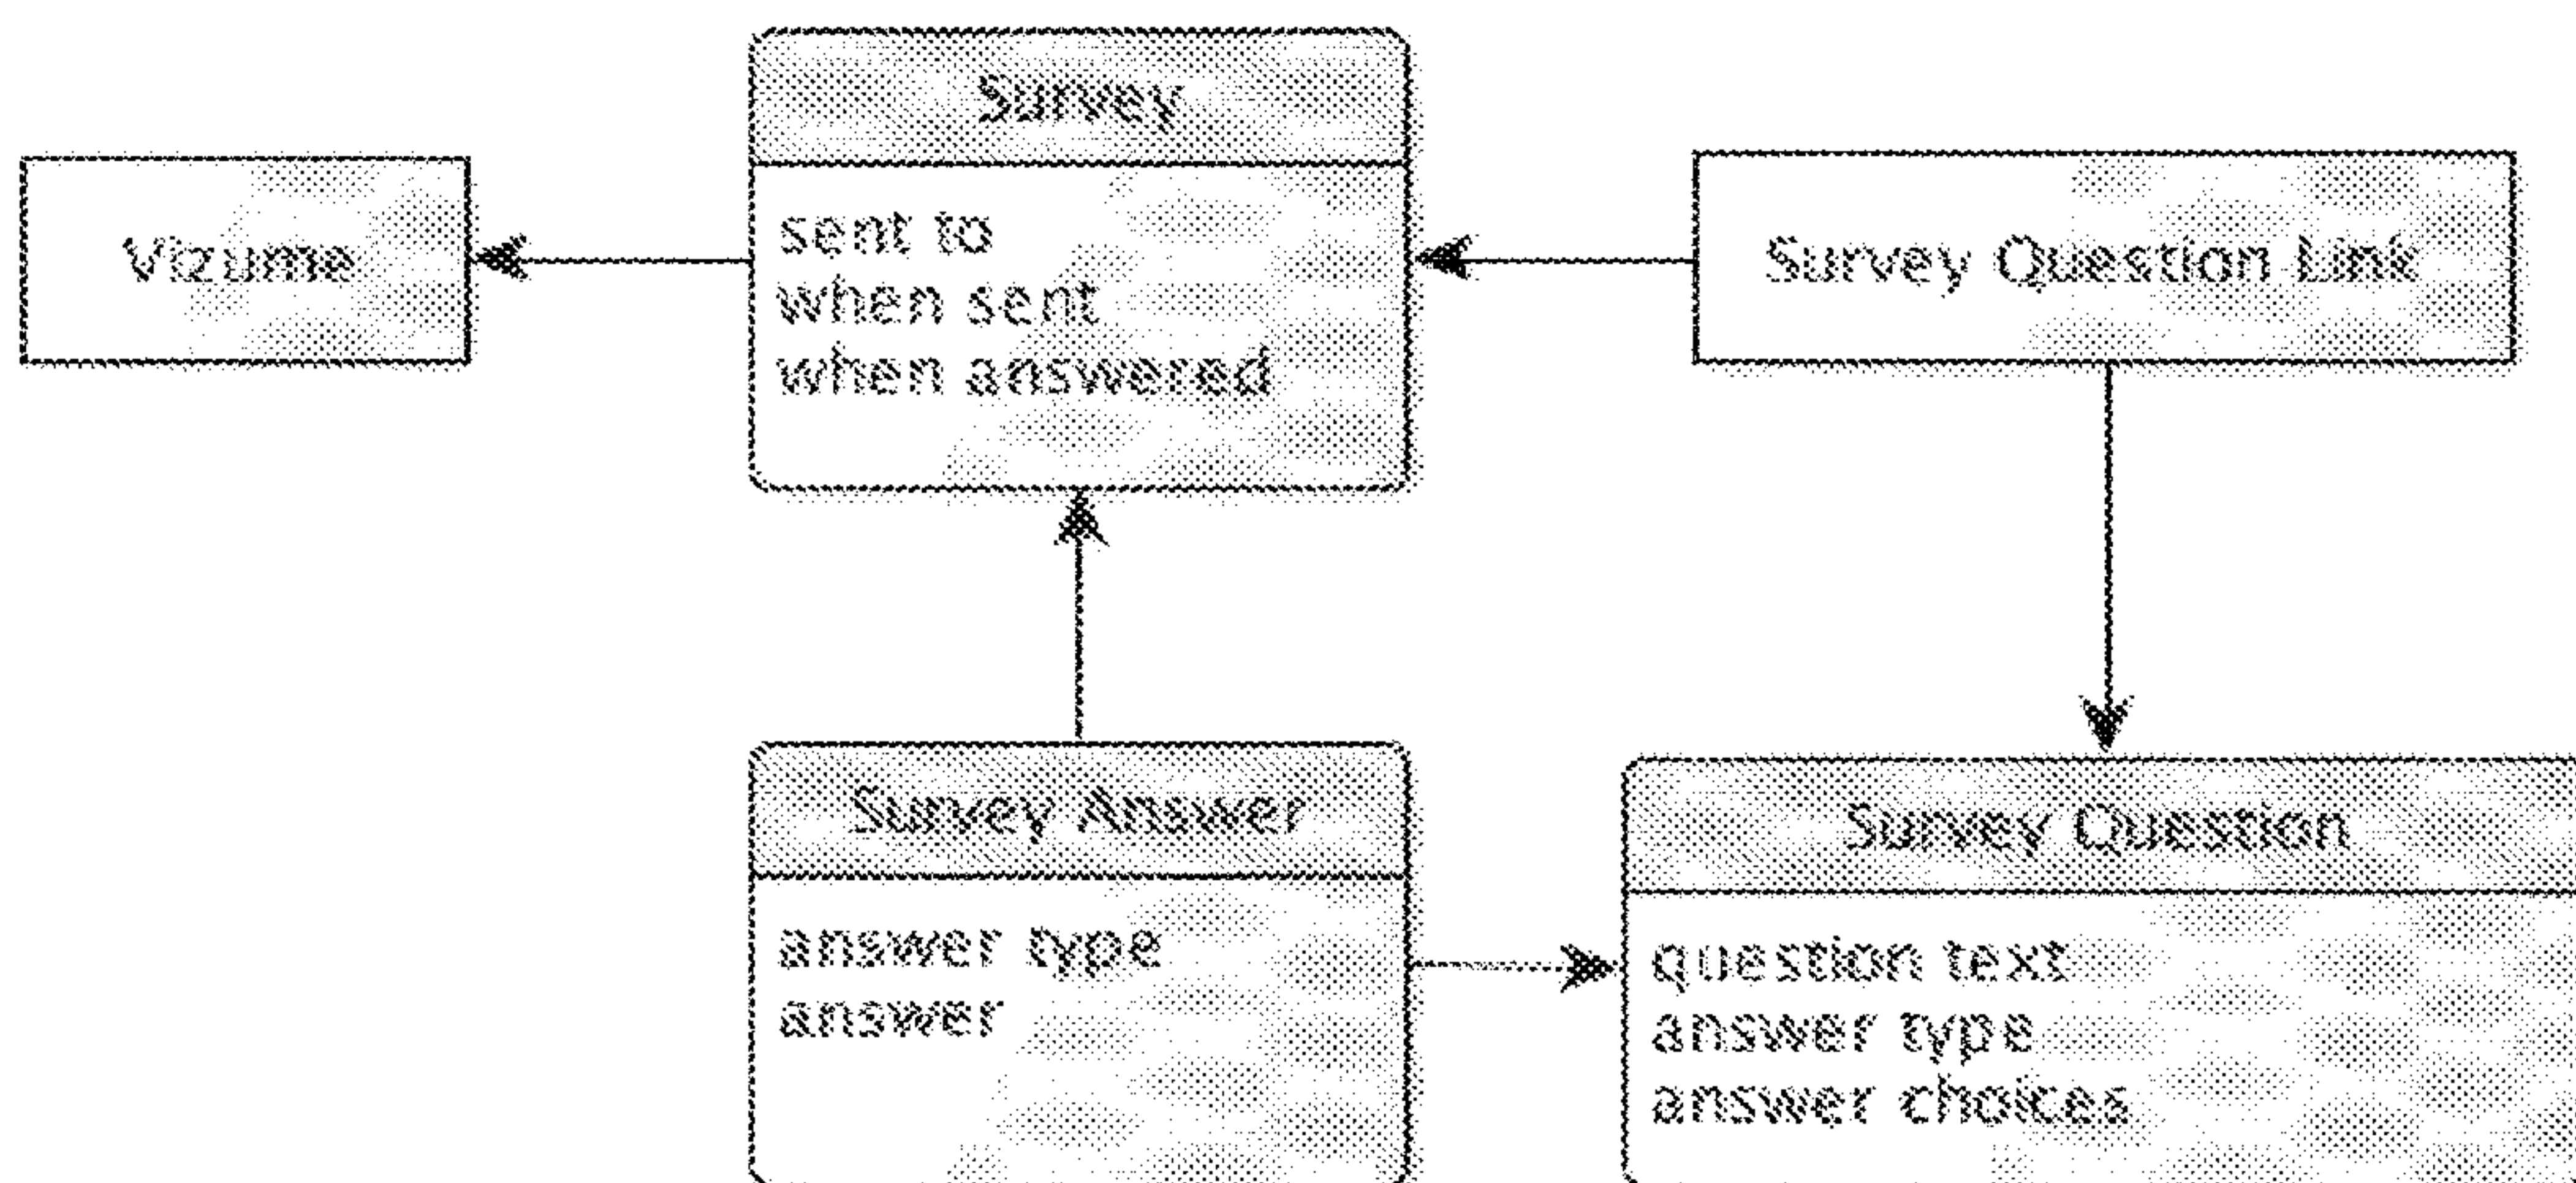 Survey
sent to
when sent
when answered
Vizume
Survey Question Link
Survey Answer
answer type
answer
Survey Question
question text
answer type
answer choices